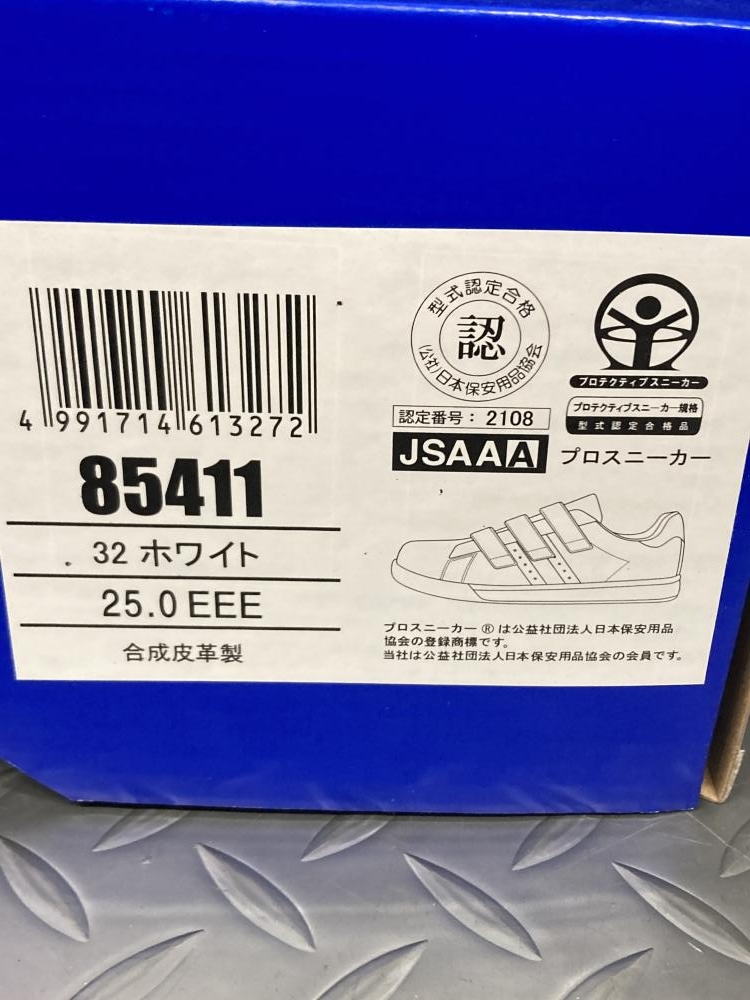 4 991714 613272
85411
32 ホワイト
25.0 EEE
合成皮革製
型式認定合格
認
(公社)日本保安用品協会
認定番号: 2108
JSAA A
プロテクティブスニーカー
プロテクティブスニーカー規格
型式認定合格品
プロスニーカー
プロスニーカー®は公益社団法人日本保安用品
協会の登録商標です。
当社は公益社団法人日本保安用品協会の会員です。